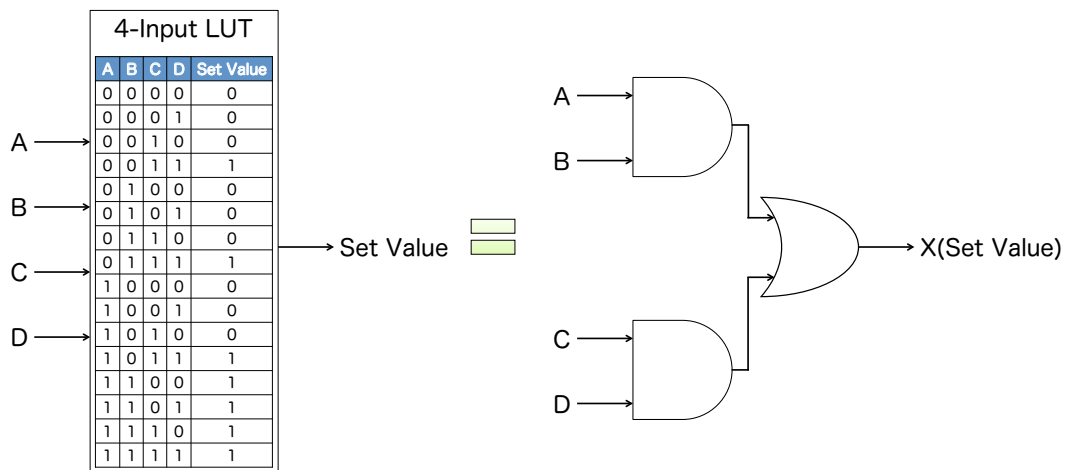 4-Input LUT
A B C D Set Value
0 0 0 0 0
0 0 0 1 0
0 0 1 0 0
0 0 1 1 1
0 1 0 0 0
0 1 0 1 0
0 1 1 0 0
0 1 1 1 1
1 0 0 0 0
1 0 0 1 0
1 0 1 0 0
1 0 1 1 1
1 1 0 0 1
1 1 0 1 1
1 1 1 0 1
1 1 1 1 1
A
B
C
D
Set Value
A
B
C
D
X(Set Value)